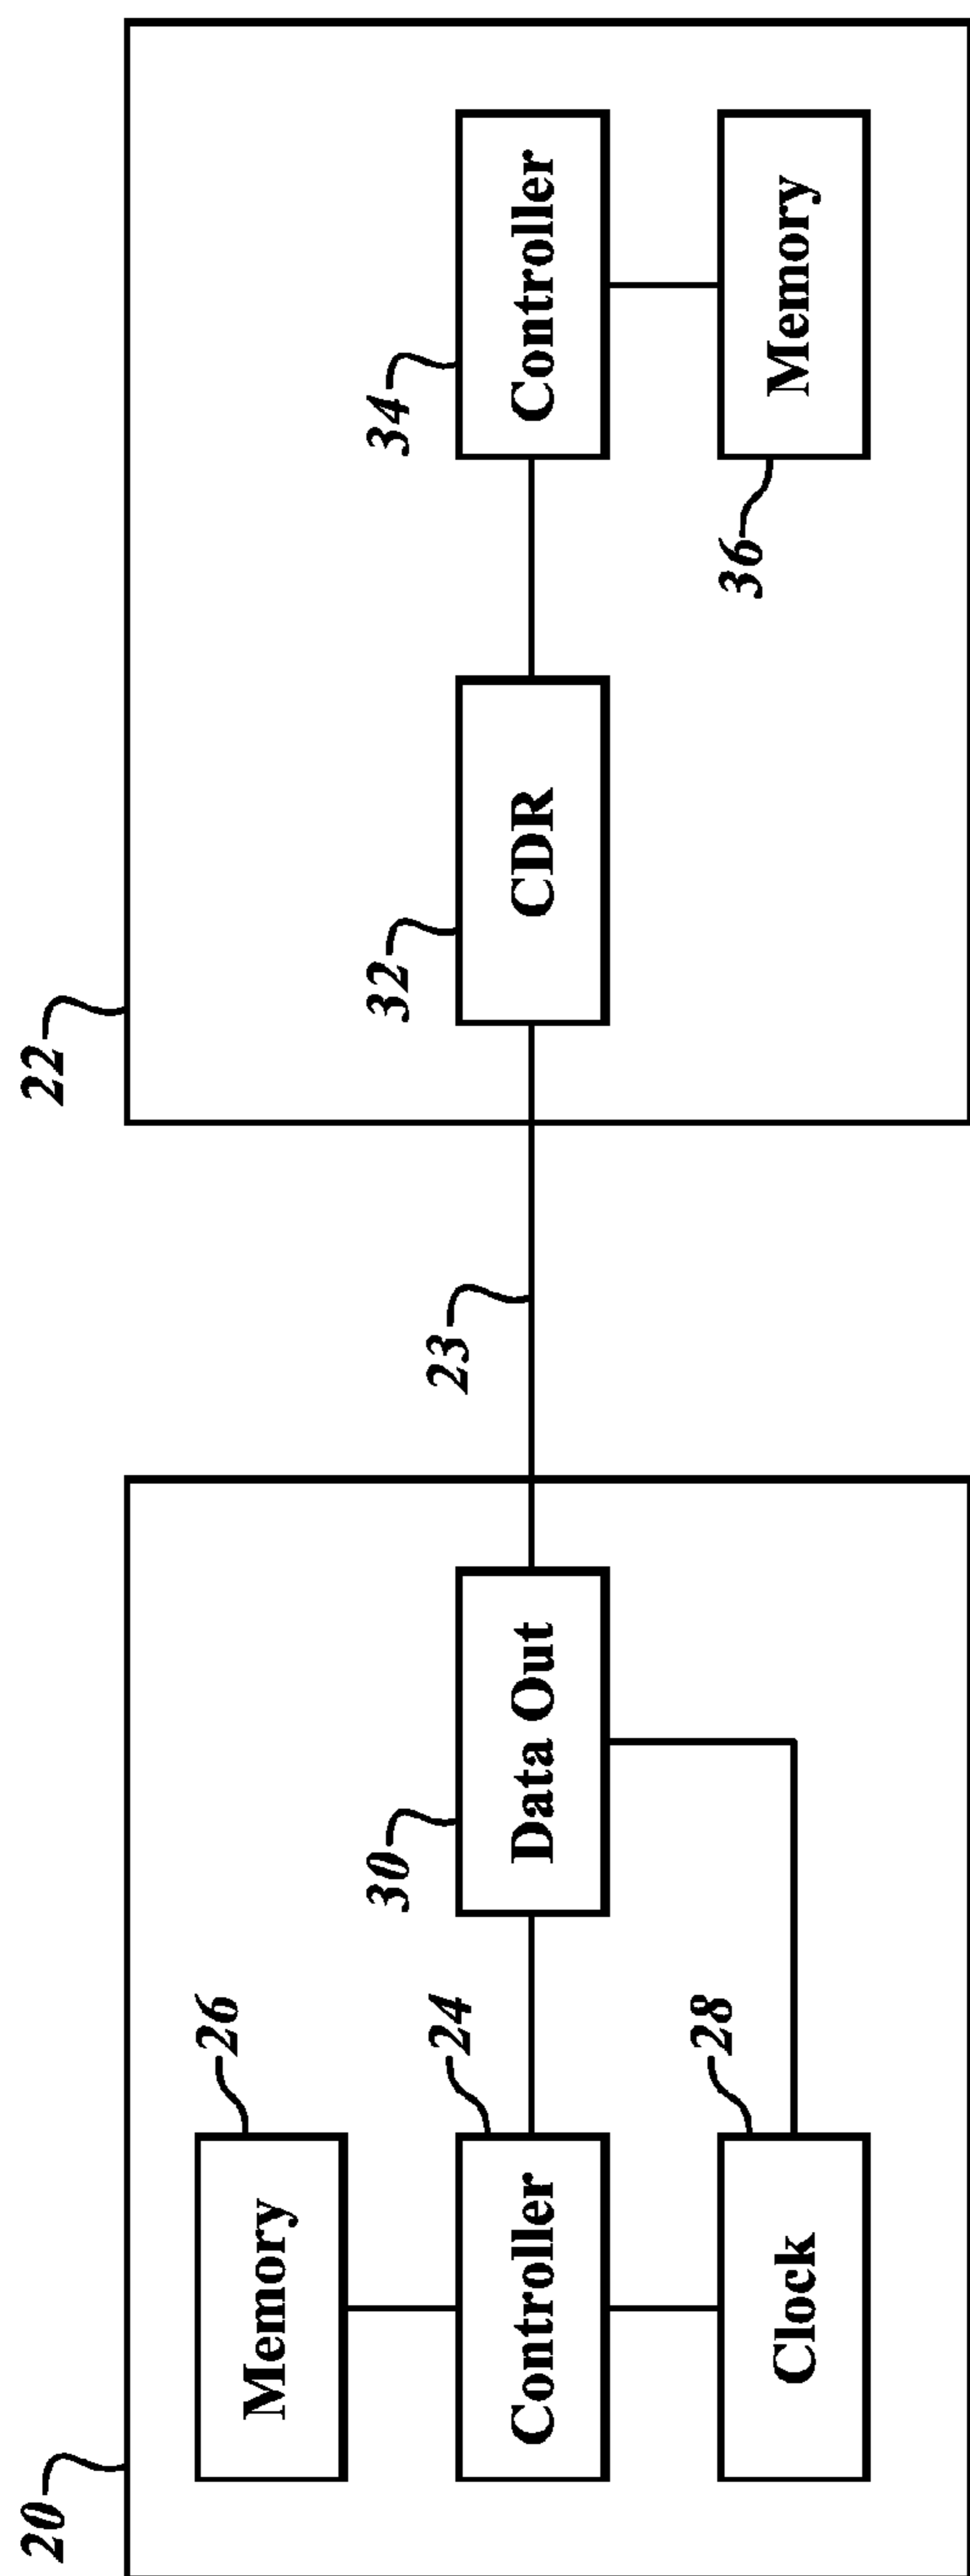 20
22
Memory
26
30
23
32
34
Controller
24
Data Out
CDR
Controller
Clock
28
36
Memory